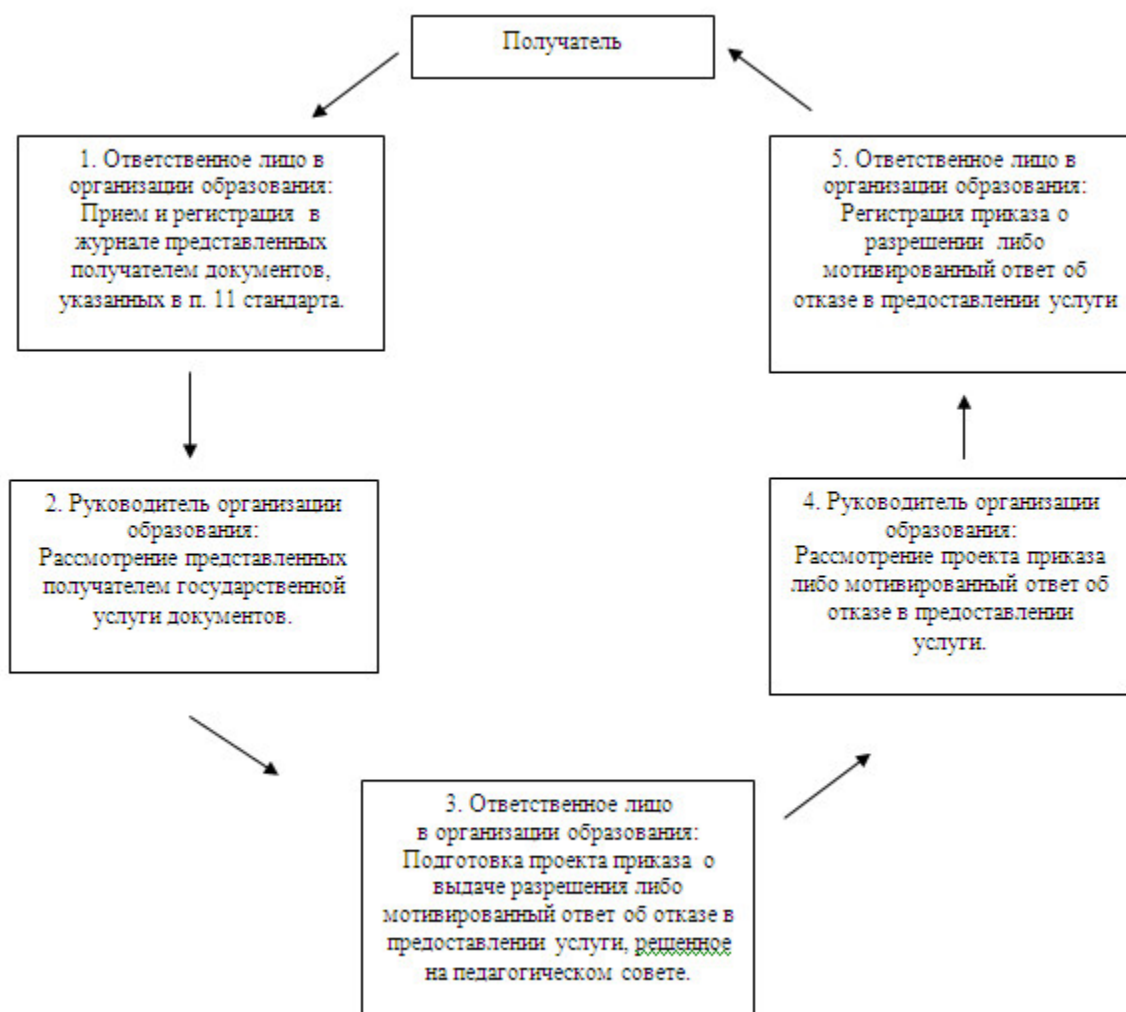 Получатель
1. Ответственное лицо в
организации образования:
Прием и регистрация в
журнале представленных
получателем документов,
указанных в п. 11 стандарта.
5. Ответственное лицо в
организации образования:
Регистрация приказа о
разрешении либо
мотивированный ответ об
отказе в предоставлении услуги
2. Руководитель организации
образования:
Рассмотрение представленных
получателем государственной
услуги документов.
4. Руководитель организации
образования:
Рассмотрение проекта приказа
либо мотивированный ответ об
отказе в предоставлении
услуги.
3. Ответственное лицо
в организации образования:
Подготовка проекта приказа о
выдаче разрешения либо
мотивированный ответ об отказе в
предоставлении услуги, решенное
на педагогическом совете.